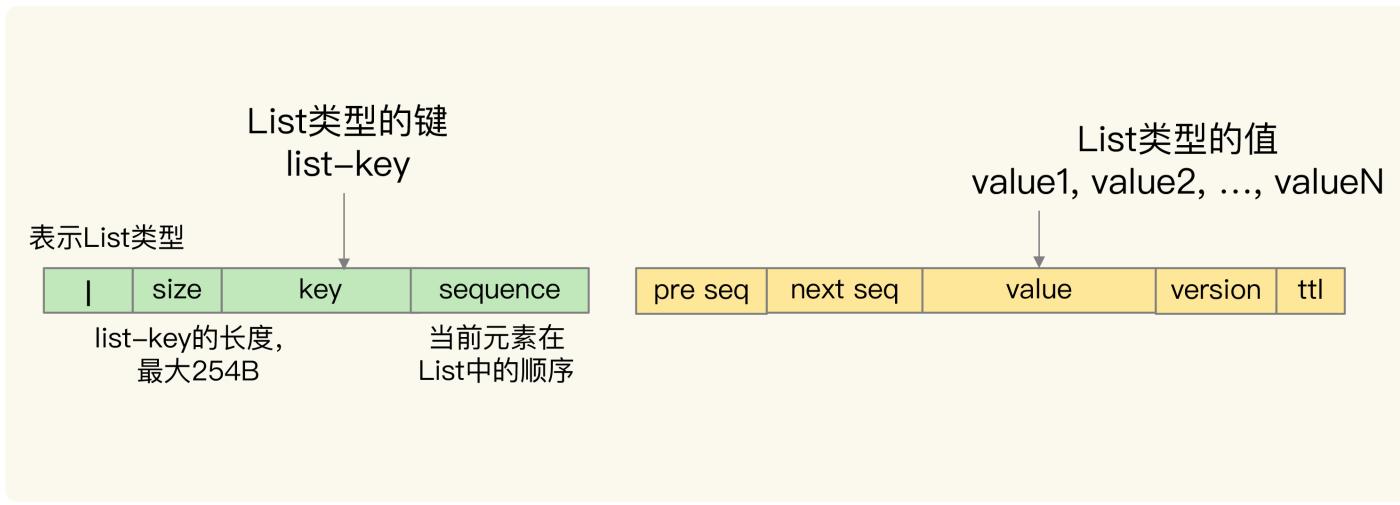 List类型的键
list-key
List类型的值
value1, value2, ..., valueN
表示List类型
l
size
key
sequence
pre seq
next seq
value
version
ttl
list-key的长度，
最大254B
当前元素在
List中的顺序